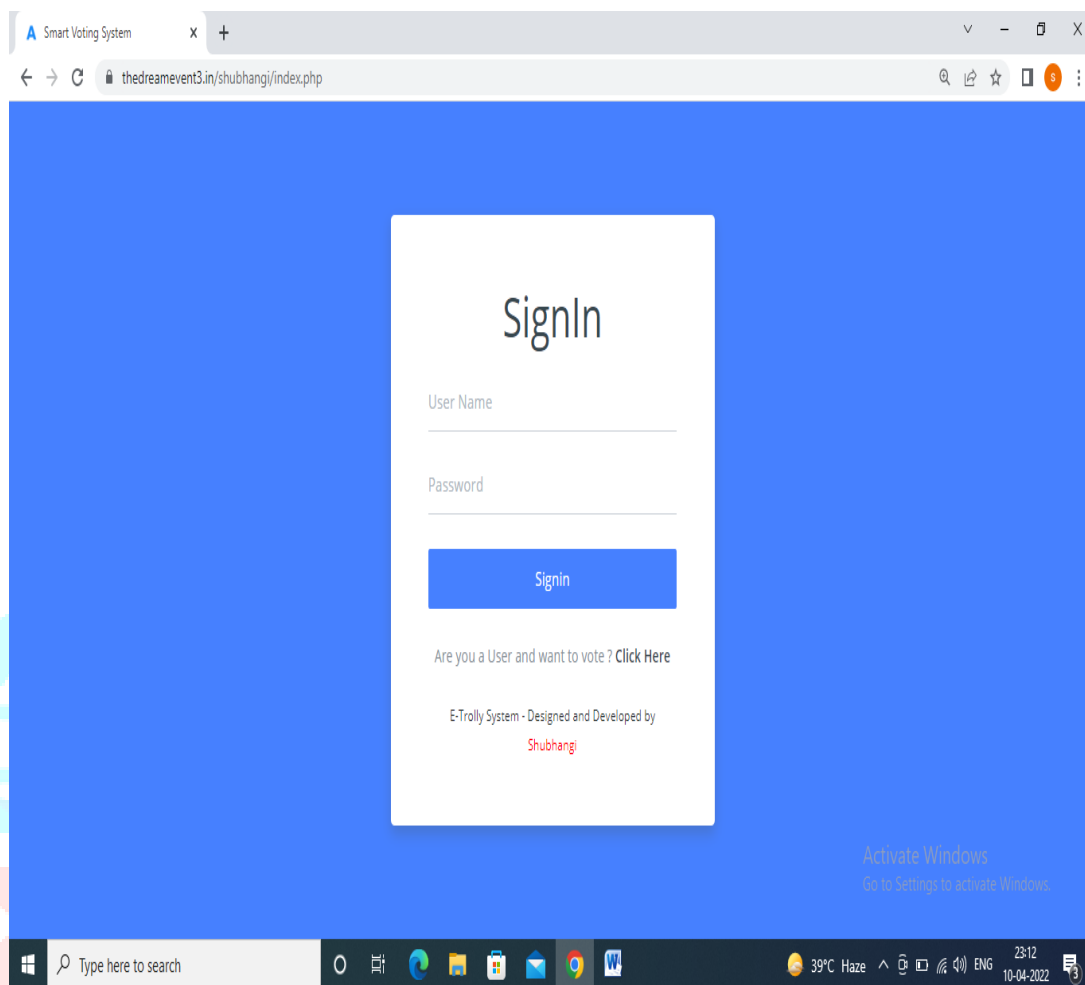 A Smart Voting System X +
thedreamevent3.in/shubhangi/index.php S
SignIn
User Name
Password
Signin
Are you a User and want to vote ? Click Here
E-Trolly System - Designed and Developed by
Shubhangi
Activate Windows
Go to Settings to activate Windows.
Type here to search W 39°C Haze ENG 23:12
10-04-2022 3